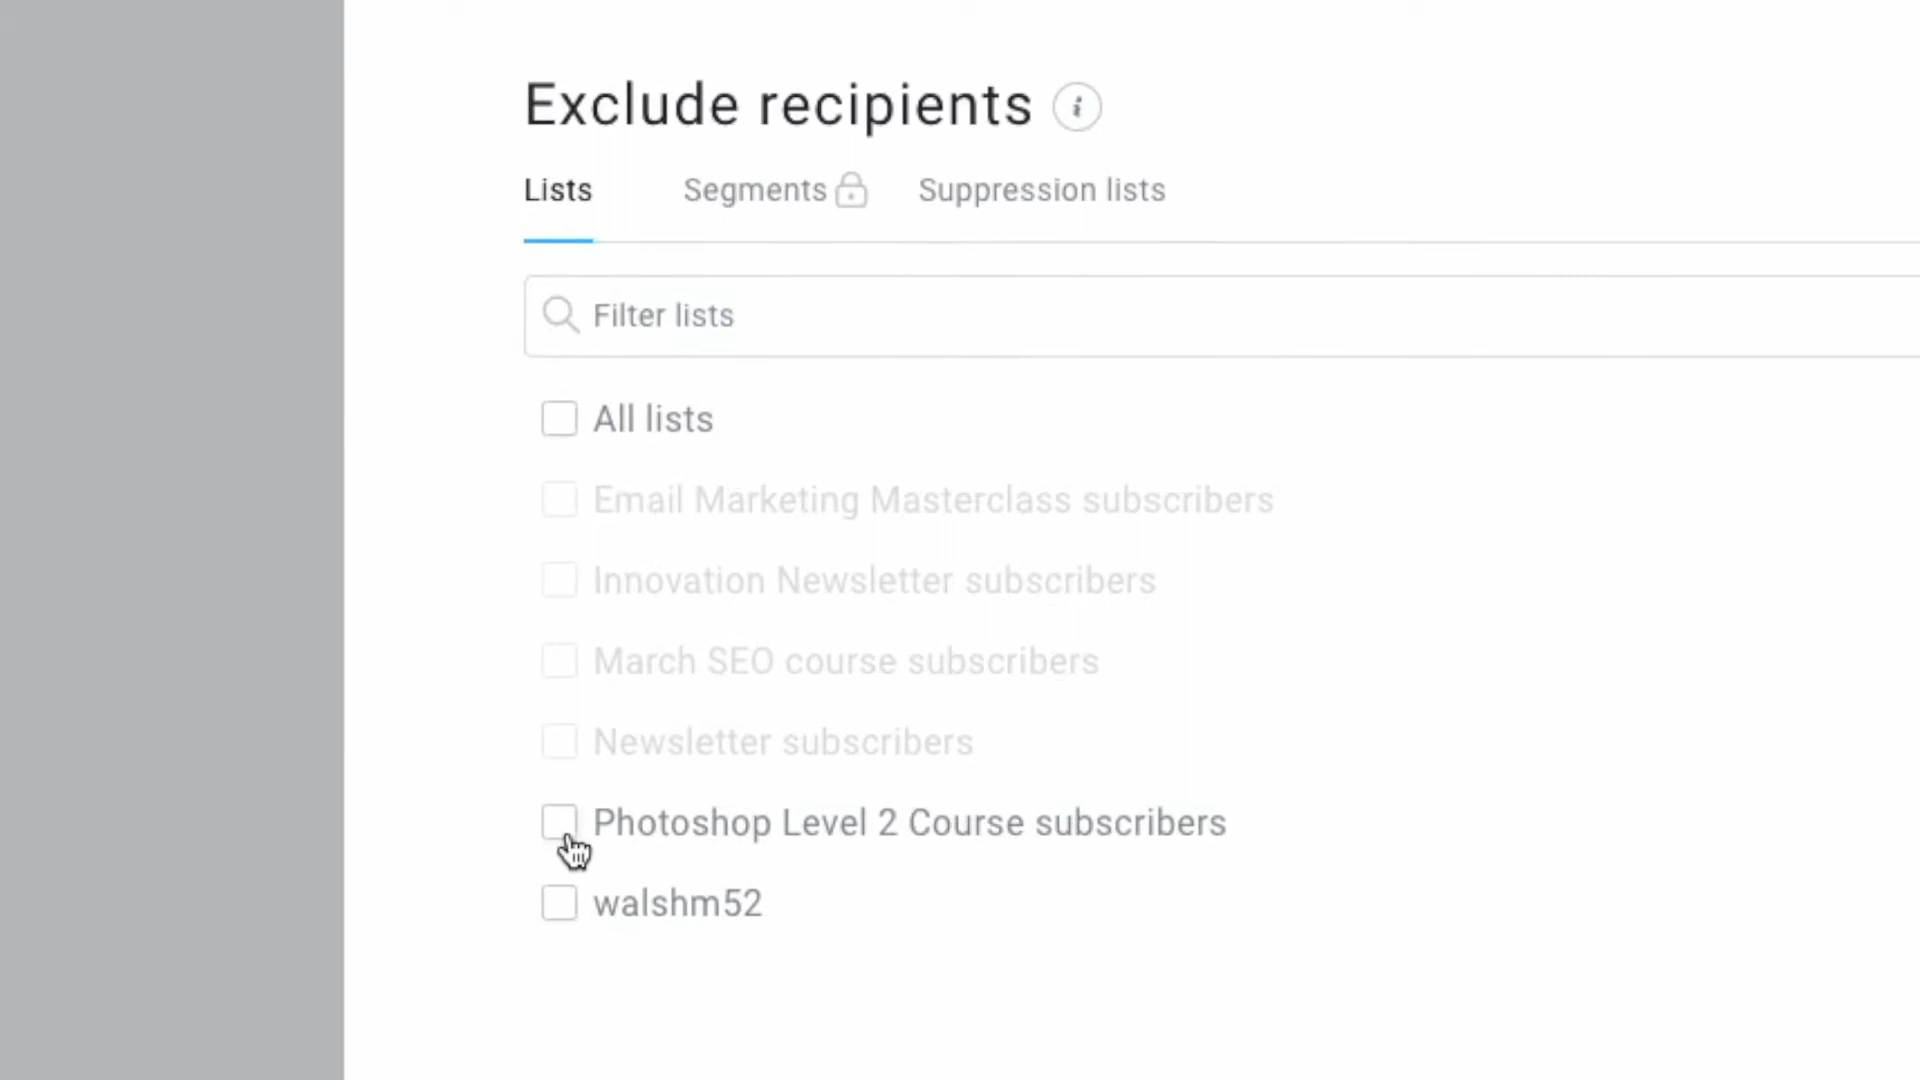 Exclude recipients i
Lists Segments Suppression lists
Filter lists
All lists
Email Marketing Masterclass subscribers
Innovation Newsletter subscribers
March SEO course subscribers
Newsletter subscribers
Photoshop Level 2 Course subscribers
walshm52